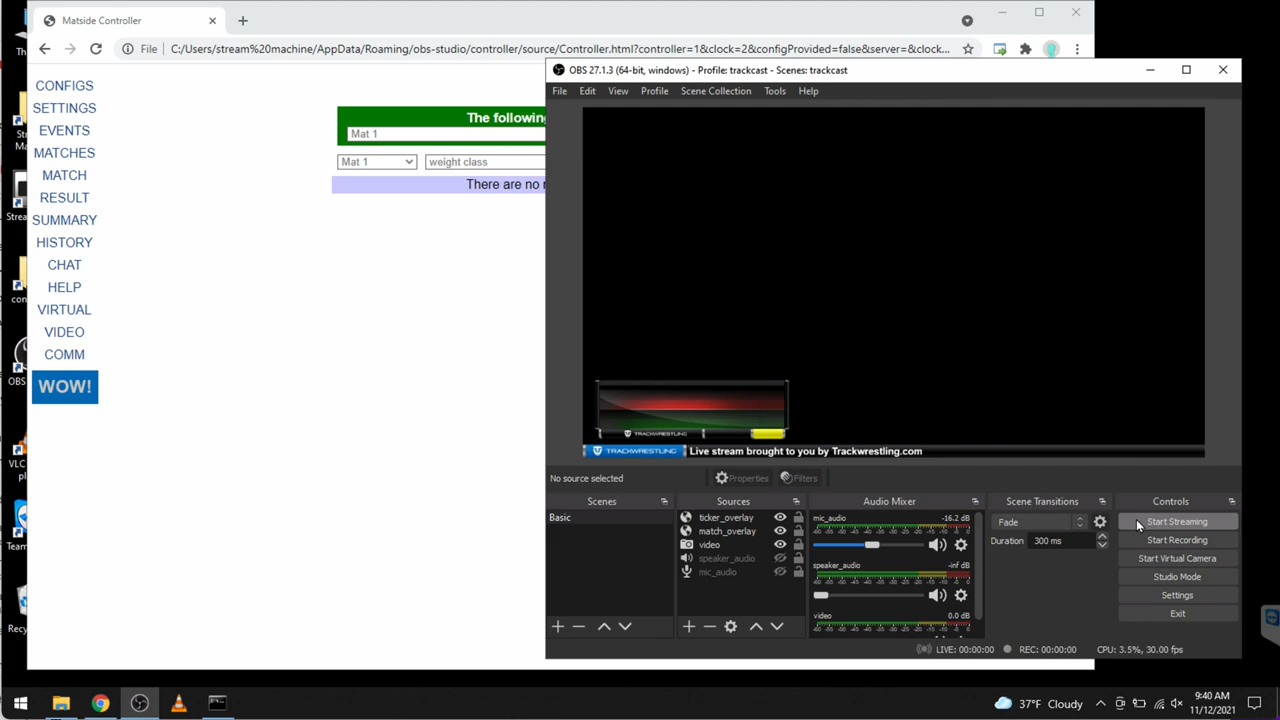 Matside Controller
File
C:/Users/stream%20machine/AppData/Roaming/obs-studio/controller/source/Controller.html?controller=1&clock=2&configProvided=false&server=&clock...
CONFIGS
SETTINGS
EVENTS
MATCHES
MATCH
RESULT
SUMMARY
HISTORY
CHAT
HELP
VIRTUAL
VIDEO
COMM
WOW!
The following
Mat 1
Mat 1
weight class
There are no
OBS 27.1.3 (64-bit, windows) - Profile: trackcast - Scenes: trackcast
File Edit View Profile Scene Collection Tools Help
TRACKWRESTLING
TRACKWRESTLING Live stream brought to you by Trackwrestling.com
No source selected
Properties
Filters
Scenes
Basic
Sources
ticker_overlay
match_overlay
video
speaker_audio
mic_audio
Audio Mixer
mic_audio -16.2 dB
speaker_audio -inf dB
video 0.0 dB
Scene Transitions
Fade
Duration 300 ms
Controls
Start Streaming
Start Recording
Start Virtual Camera
Studio Mode
Settings
Exit
LIVE: 00:00:00
REC: 00:00:00
CPU: 3.5%, 30.00 fps
37°F Cloudy
9:40 AM
11/12/2021